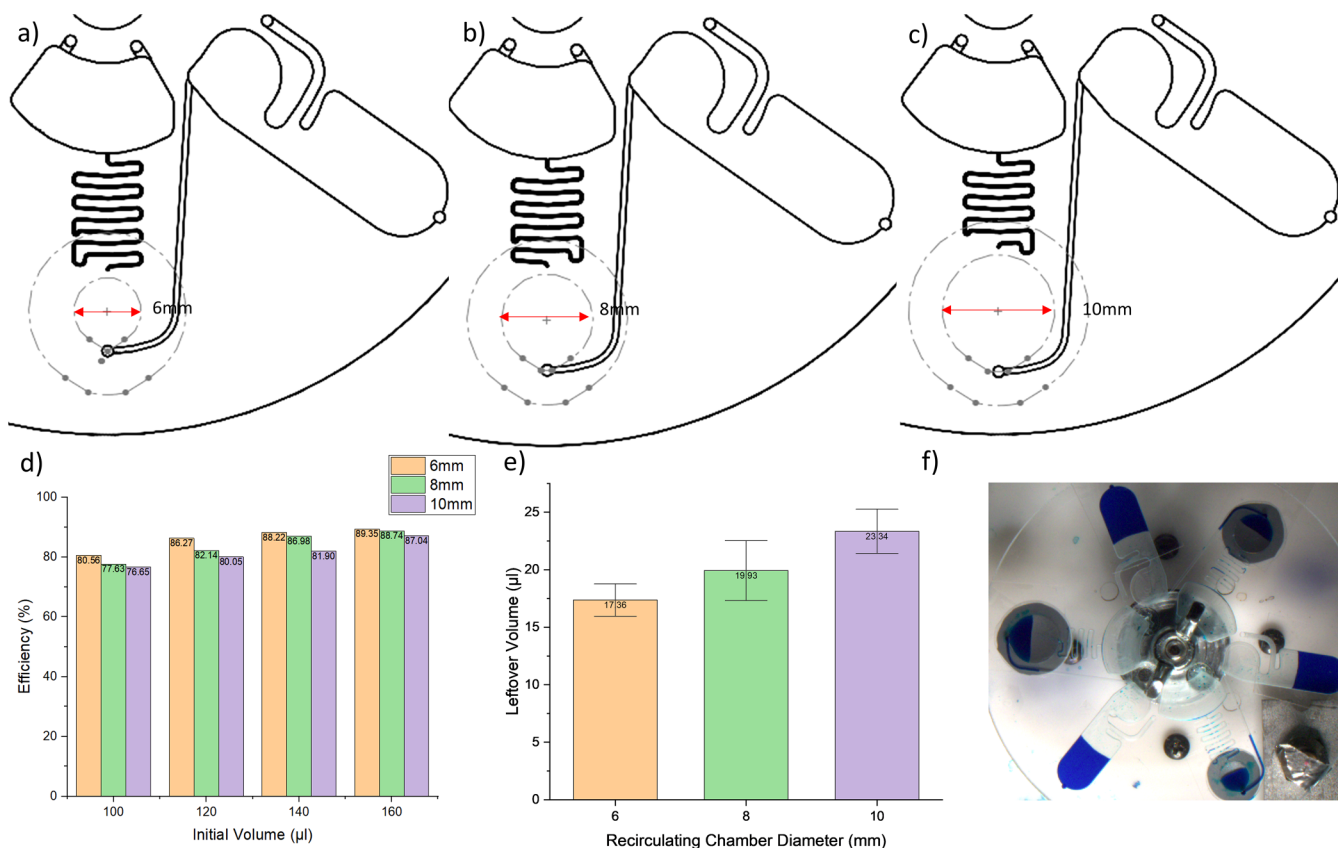 a)
b)
c)
6mm
8mm
10mm
d)
6mm
8mm
10mm
100
80
60
40
20
0
80.56
77.63
76.65
86.27
82.14
80.05
88.22
86.98
81.90
89.35
88.74
87.04
100
120
140
160
Efficiency (%)
Initial Volume (µl)
e)
25
20
15
10
5
0
17.36
19.93
23.34
6
8
10
Leftover Volume (µl)
Recirculating Chamber Diameter (mm)
f)